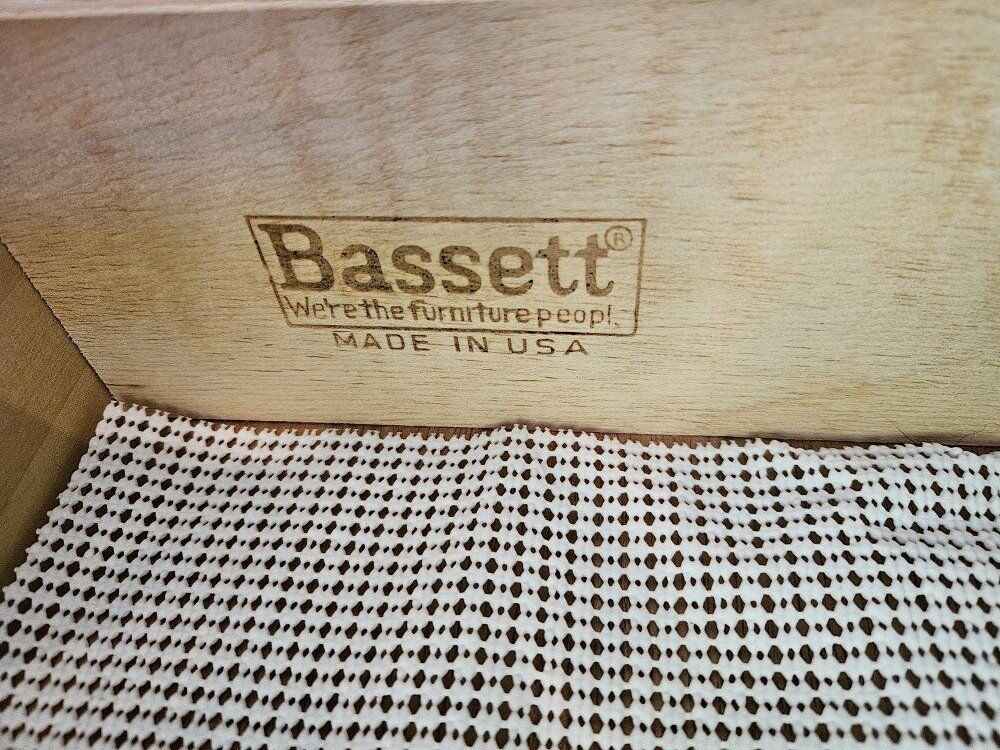 Bassett®
We're the furniture peopl.
MADE IN USA